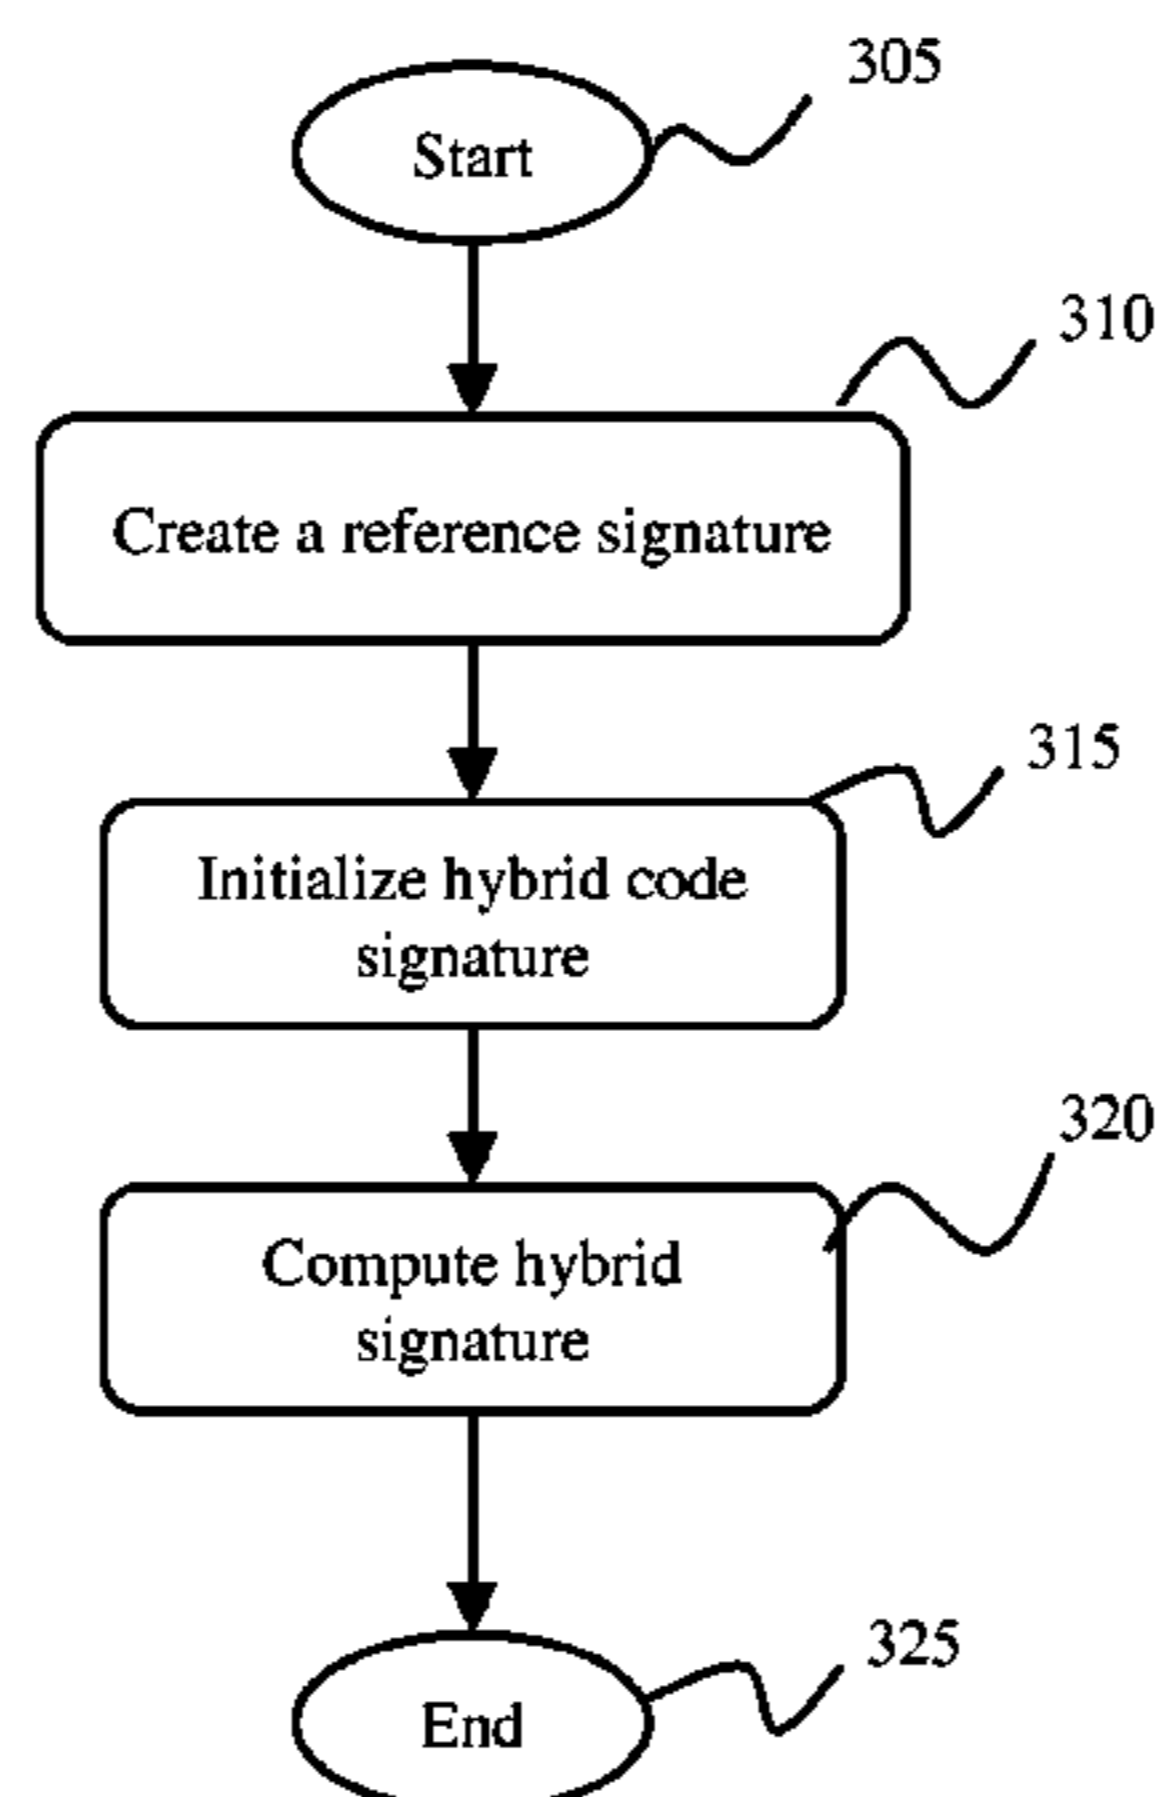 305
Start
310
Create a reference signature
315
Initialize hybrid code
signature
320
Compute hybrid
signature
325
End